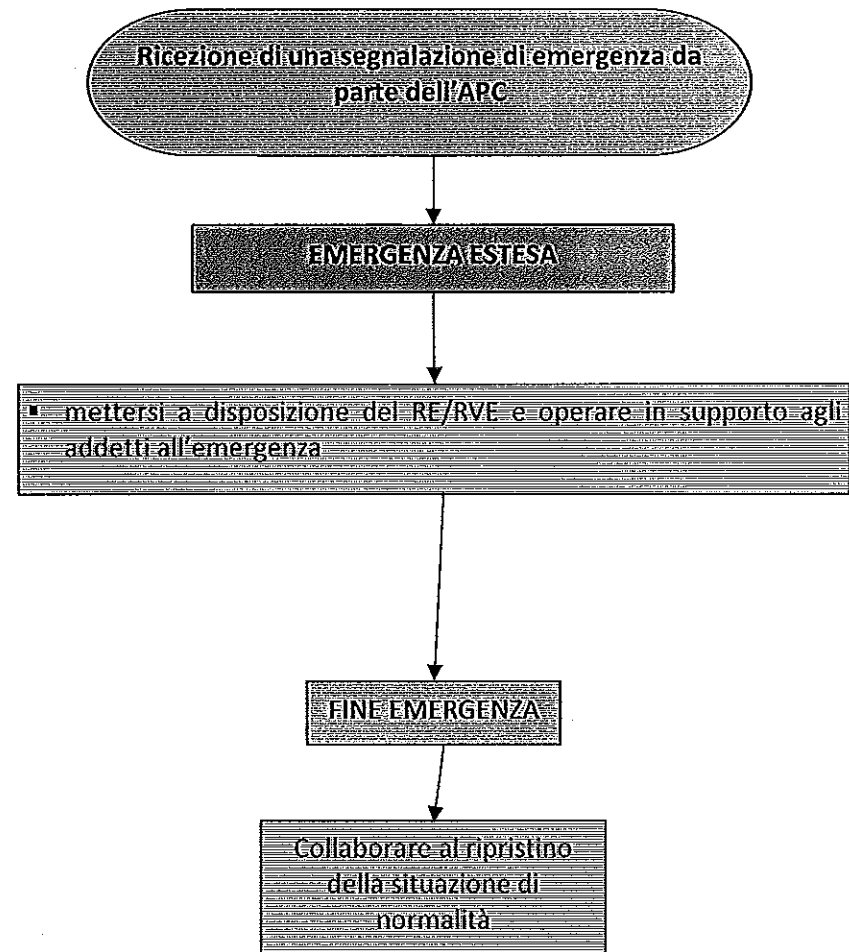 Ricezione di una segnalazione di emergenza da
parte dell'APC
EMERGENZA ESTESA
▪ mettersi a disposizione del RE/RVE e operare in supporto agli
addetti all'emergenza
FINE EMERGENZA
Collaborare al ripristino
della situazione di
normalità